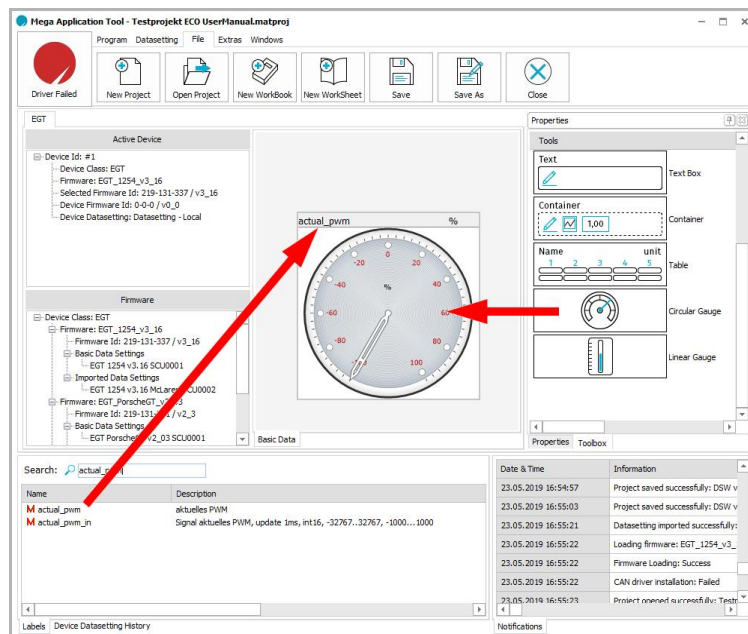 Mega Application Tool - Testprojekt ECO UserManual.matproj
Program Datasetting File Extras Windows
Driver Failed New Project Open Project New WorkBook New WorkSheet Save Save As Close
EGT
Active Device
Device Id: #1
Device Class: EGT
Firmware: EGT_1254_v3_16
Selected Firmware Id: 219-131-337 / v3_16
Device Firmware Id: 0-0-0 / v0_0
Device Datasetting: Datasetting - Local
Firmware
Device Class: EGT
Firmware: EGT_1254_v3_16
Firmware Id: 219-131-337 / v3_16
Basic Data Settings
EGT 1254 v3.16 SCU0001
Imported Data Settings
EGT 1254 v3.16 McLaren SCU0002
Firmware: EGT_PorscheGT_
Firmware Id: 219-131- / v2_3
Basic Data Settings
EGT Porsche v2_03 SCU0001
actual_pwm %
0
-20 20
%
-40 40
-60 60
-80 80
100
Basic Data
Properties
Tools
Text
Text Box
Container
1,00
Container
Name unit
1 2 3 4 5
Table
Circular Gauge
Linear Gauge
Properties Toolbox
Search:
Name Description
M actual_pwm aktuelles PWM
M actual_pwm_in Signal aktuelles PWM, update 1ms, int16, -32767..32767, -1000...1000
Labels Device Datasetting History
Date & Time Information
23.05.2019 16:54:57 Project saved successfully: DSW v
23.05.2019 16:55:03 Project saved successfully: DSW v
23.05.2019 16:55:21 Datasetting imported successfully:
23.05.2019 16:55:22 Loading firmware: EGT_1254_v3_
23.05.2019 16:55:22 Firmware Loading: Success
23.05.2019 16:55:22 CAN driver installation: Failed
23.05.2019 16:55:23 Project opened successfully: Testr
Notifications